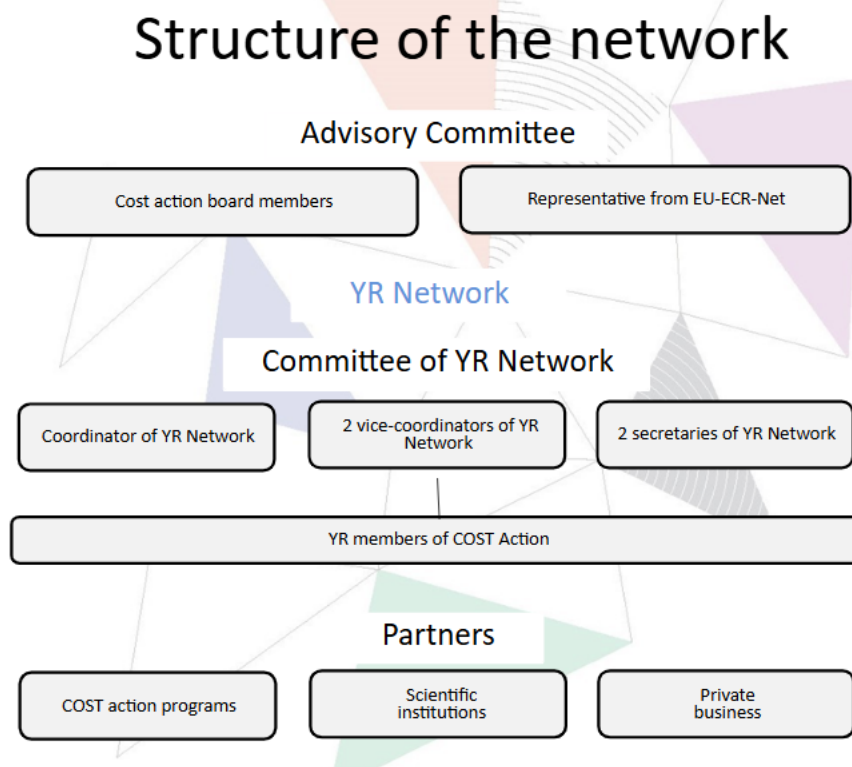 Structure of the network
Advisory Committee
Cost action board members
Representative from EU-ECR-Net
YR Network
Committee of YR Network
Coordinator of YR Network
2 vice-coordinators of YR
Network
2 secretaries of YR Network
YR members of COST Action
Partners
COST action programs
Scientific
institutions
Private
business